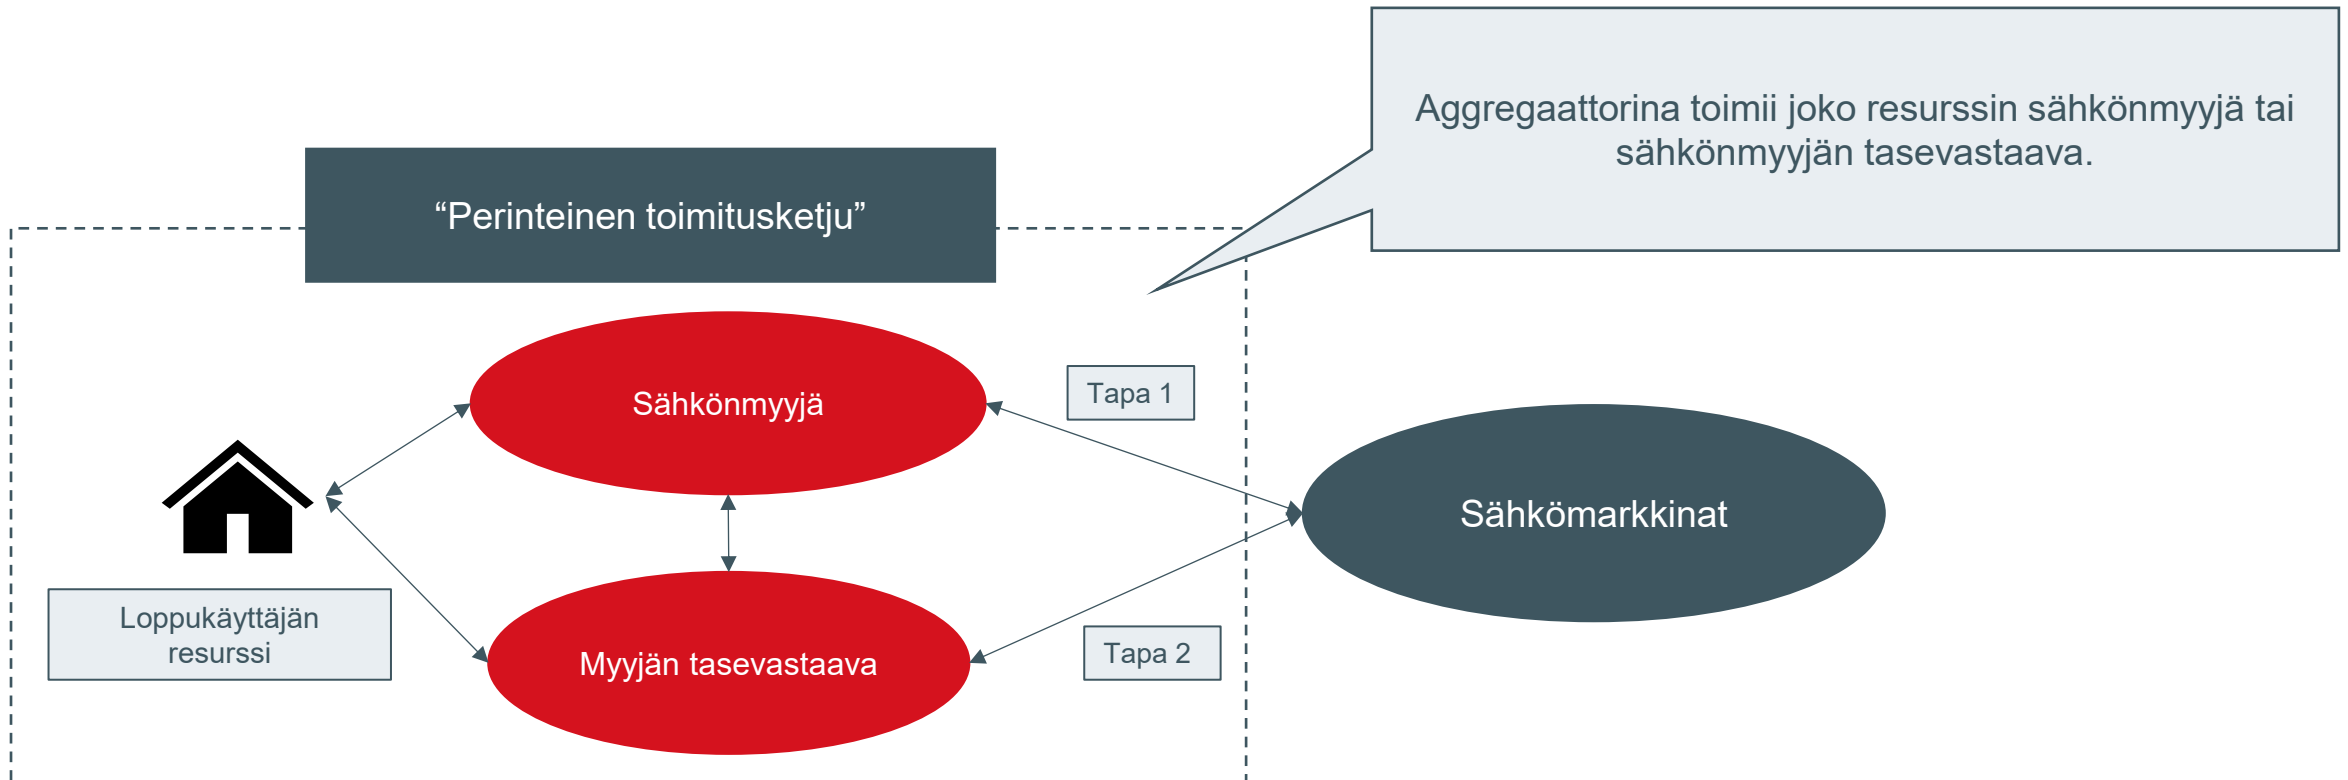 Aggregaattorina toimii joko resurssin sähkönmyyjä tai
sähkönmyyjän tasevastaava.
“Perinteinen toimitusketju”
Sähkönmyyjä
Tapa 1
Sähkömarkkinat
Loppukäyttäjän
resurssi
Myyjän tasevastaava
Tapa 2